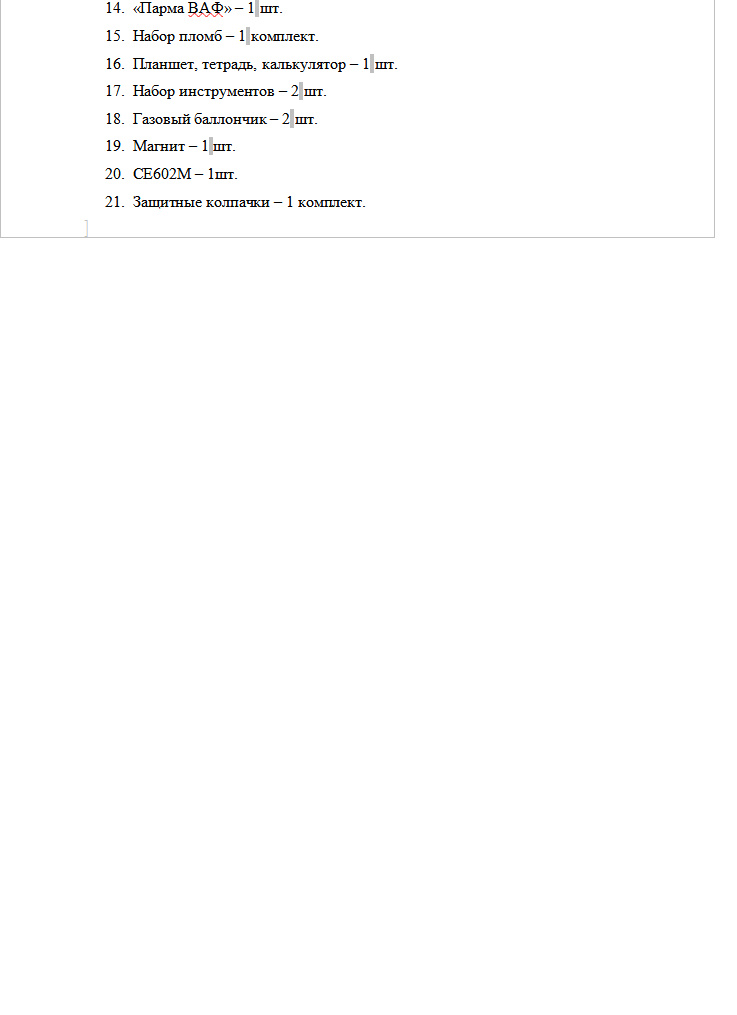 14. «Парма ВАФ» – 1 шт.
15. Набор пломб – 1 комплект.
16. Планшет, тетрадь, калькулятор – 1 шт.
17. Набор инструментов – 2 шт.
18. Газовый баллончик – 2 шт.
19. Магнит – 1 шт.
20. СЕ602М – 1шт.
21. Защитные колпачки – 1 комплект.
]